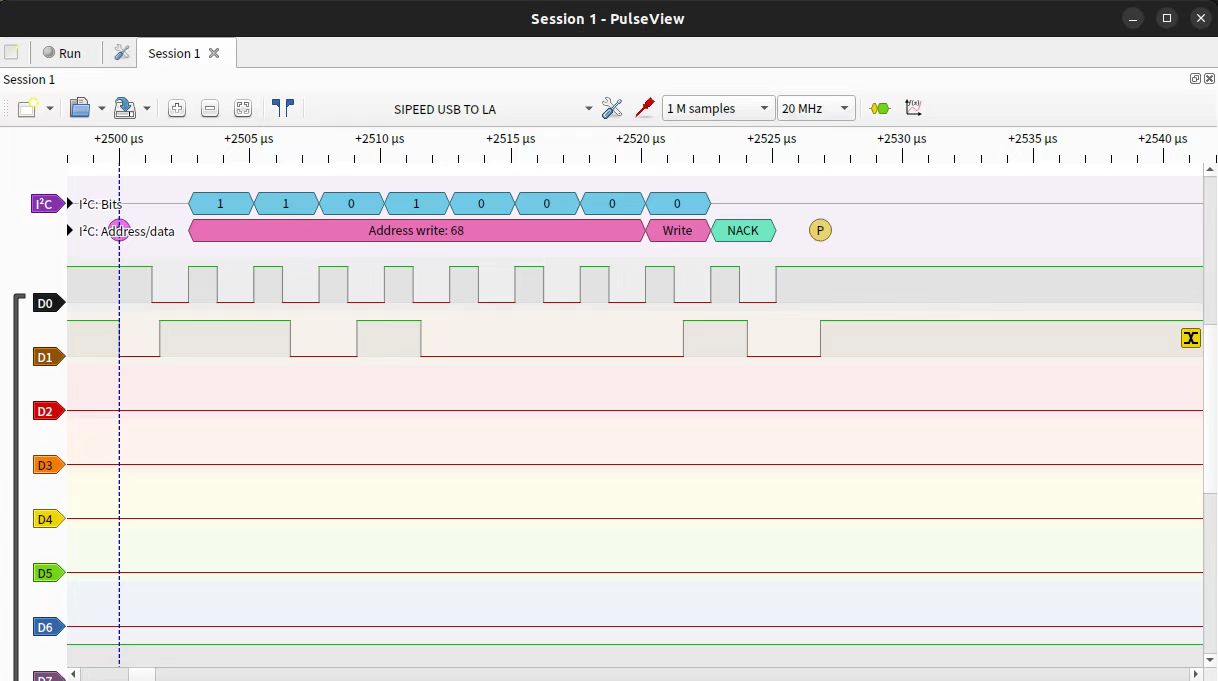 Session 1 - PulseView
Run
Session 1
Session 1
SIPEED USB TO LA
1 M samples
20 MHz
+2500 µs +2505 µs +2510 µs +2515 µs +2520 µs +2525 µs +2530 µs +2535 µs +2540 µs
I²C I²C: Bits 1 1 0 1 0 0 0 0
I²C: Address/data Address write: 68 Write NACK P
D0
D1
D2
D3
D4
D5
D6
D7